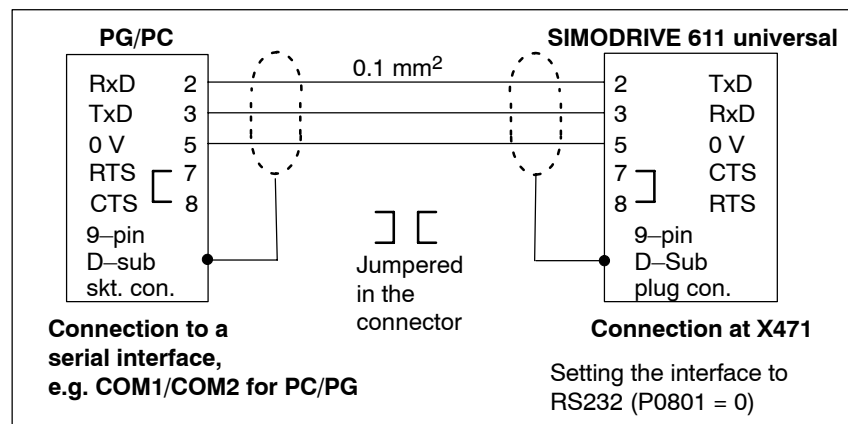 PG/PC
SIMODRIVE 611 universal
0.1 mm²
RxD 2
TxD 3
0 V 5
RTS 7
CTS 8
9–pin
D–sub
skt. con.
2 TxD
3 RxD
5 0 V
7 CTS
8 RTS
9–pin
D–Sub
plug con.
Jumpered
in the
connector
Connection to a
serial interface,
e.g. COM1/COM2 for PC/PG
Connection at X471
Setting the interface to
RS232 (P0801 = 0)